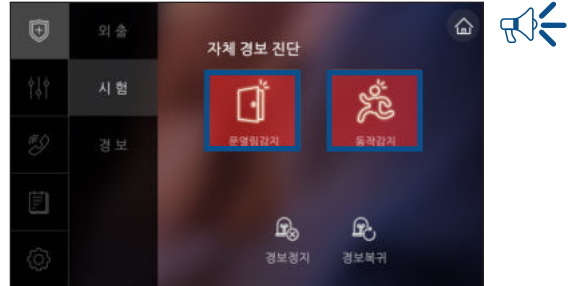 외출
자체 경보 진단
시험
문열림감지
동작감지
경보
경보정지
경보복귀